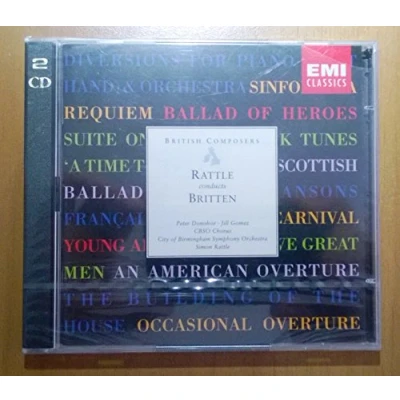 2
CD
EMI
CLASSICS
DIVERSIONS FOR PIANO
HAND & ORCHESTRA SINFO A
REQUIEM BALLAD OF HEROES
SUITE ON K TUNES
'A TIME T SCOTTISH
BALLAD ANSONS
FRANÇAI CARNIVAL
YOUNG A VE GREAT
MEN AN AMERICAN OVERTURE
THE BUILDING OF THE
HOUSE OCCASIONAL OVERTURE
BRITISH COMPOSERS
RATTLE
conducts
BRITTEN
Peter Donohoe · Jill Gomez
CBSO Chorus
City of Birmingham Symphony Orchestra
Simon Rattle